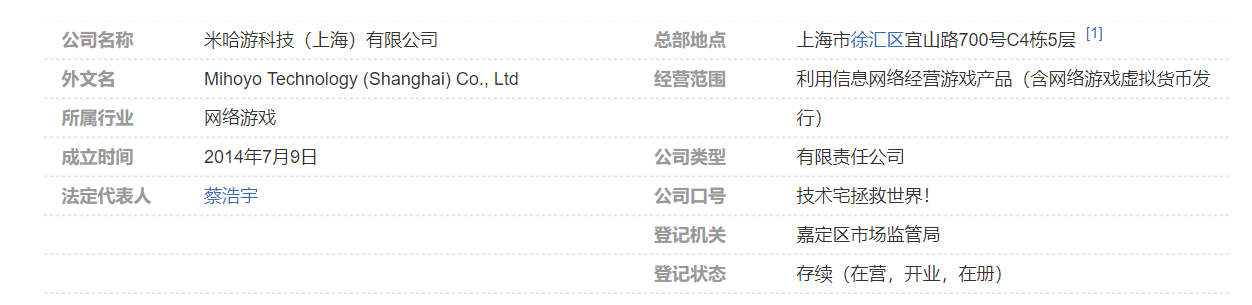 公司名称 米哈游科技（上海）有限公司
外文名 Mihoyo Technology (Shanghai) Co., Ltd
所属行业 网络游戏
成立时间 2014年7月9日
法定代表人 蔡浩宇
总部地点 上海市徐汇区宜山路700号C4栋5层 [1]
经营范围 利用信息网络经营游戏产品（含网络游戏虚拟货币发
行）
公司类型 有限责任公司
公司口号 技术宅拯救世界！
登记机关 嘉定区市场监管局
登记状态 存续（在营，开业，在册）